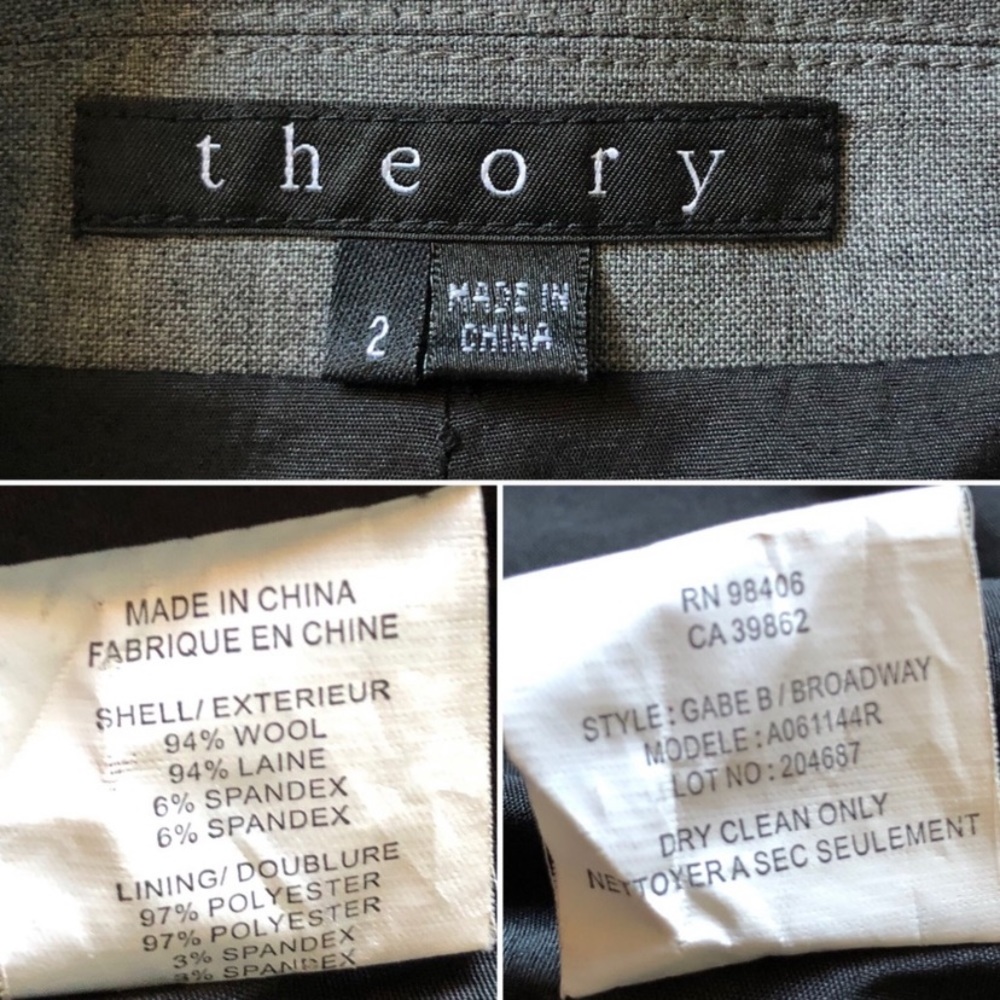 theory
2
MADE IN
CHINA
MADE IN CHINA
FABRIQUE EN CHINE
SHELL/ EXTERIEUR
94% WOOL
94% LAINE
6% SPANDEX
6% SPANDEX
LINING/ DOUBLURE
97% POLYESTER
97% POLYESTER
3% SPANDEX
3% SPANDEX
RN 98406
CA 39862
STYLE : GABE B / BROADWAY
MODELE : A061144R
LOT NO : 204687
DRY CLEAN ONLY
NETTOYER A SEC SEULEMENT